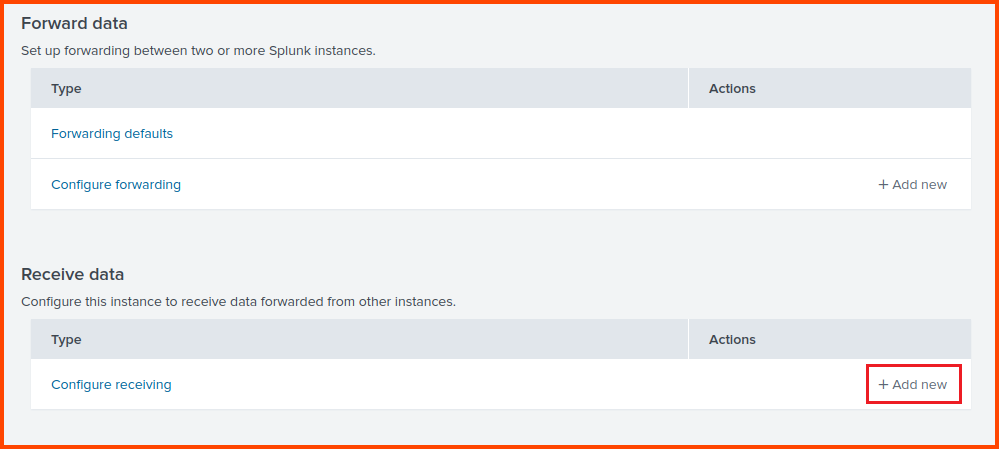 Forward data
Set up forwarding between two or more Splunk instances.
Type Actions
Forwarding defaults
Configure forwarding + Add new
Receive data
Configure this instance to receive data forwarded from other instances.
Type Actions
Configure receiving + Add new